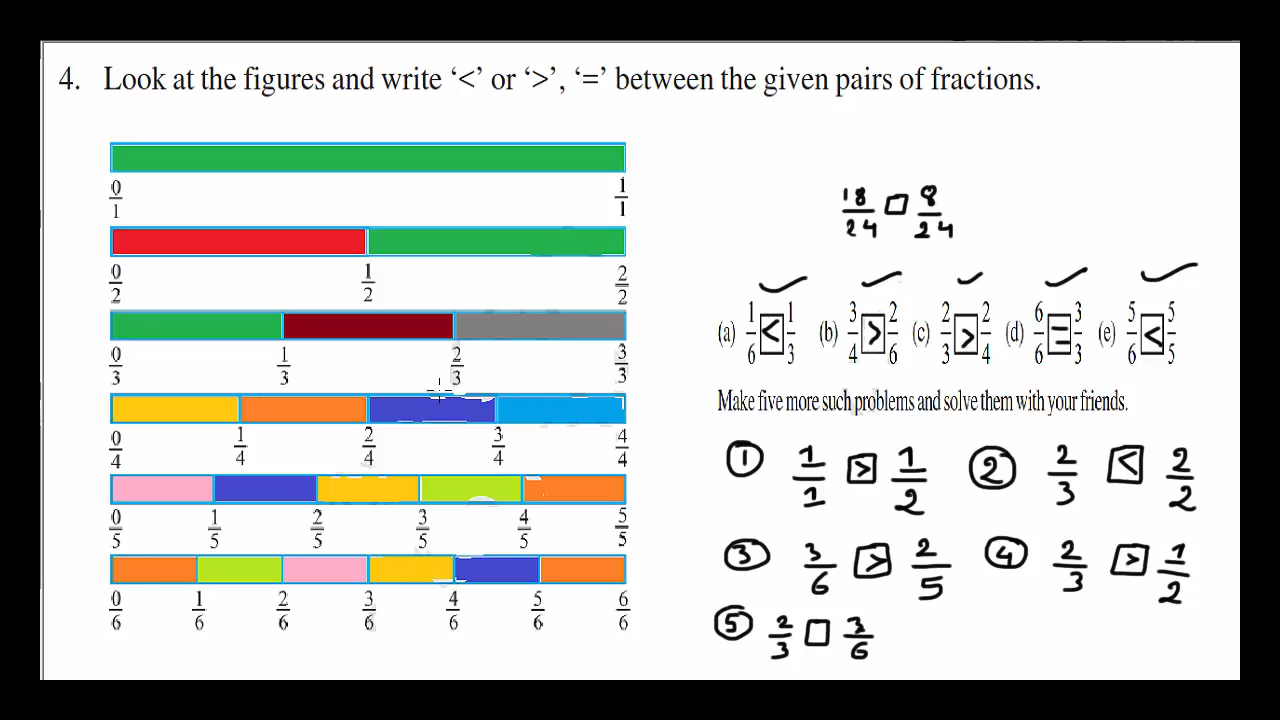 4. Look at the figures and write ‘<’ or ‘>’, ‘=’ between the given pairs of fractions.
0/1 1/1
0/2 1/2 2/2
0/3 1/3 2/3 3/3
0/4 1/4 2/4 3/4 4/4
0/5 1/5 2/5 3/5 4/5 5/5
0/6 1/6 2/6 3/6 4/6 5/6 6/6
18/24 □ 8/24
(a) 1/6 < 1/3 (b) 3/4 > 2/6 (c) 2/3 > 2/4 (d) 6/6 = 3/3 (e) 5/6 < 5/5
Make five more such problems and solve them with your friends.
① 1/1 > 1/2 ② 2/3 < 2/2
③ 3/6 > 2/5 ④ 2/3 > 1/2
⑤ 2/3 □ 3/6